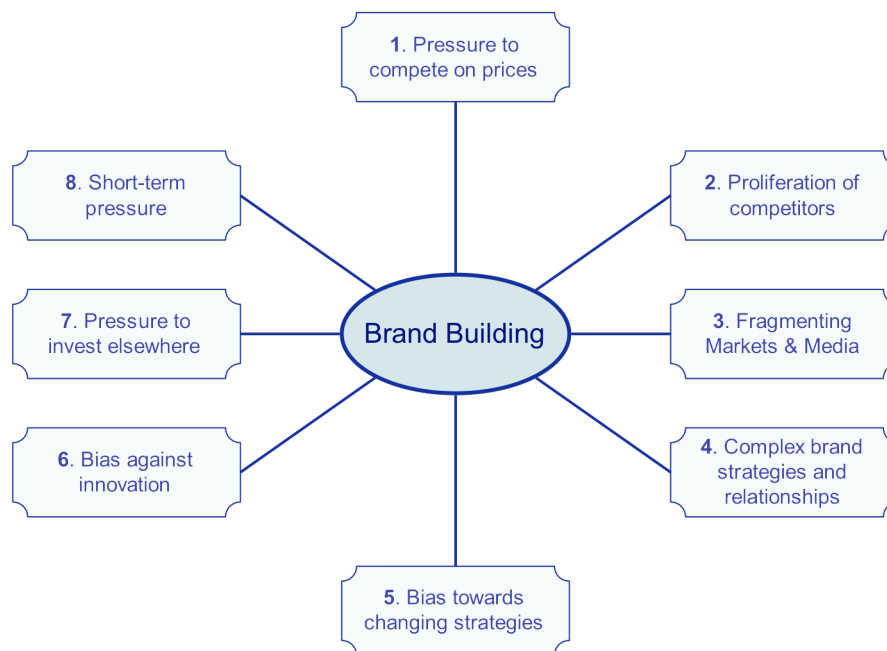 1. Pressure to
compete on prices
2. Proliferation of
competitors
3. Fragmenting
Markets & Media
4. Complex brand
strategies and
relationships
5. Bias towards
changing strategies
6. Bias against
innovation
7. Pressure to
invest elsewhere
8. Short-term
pressure
Brand Building